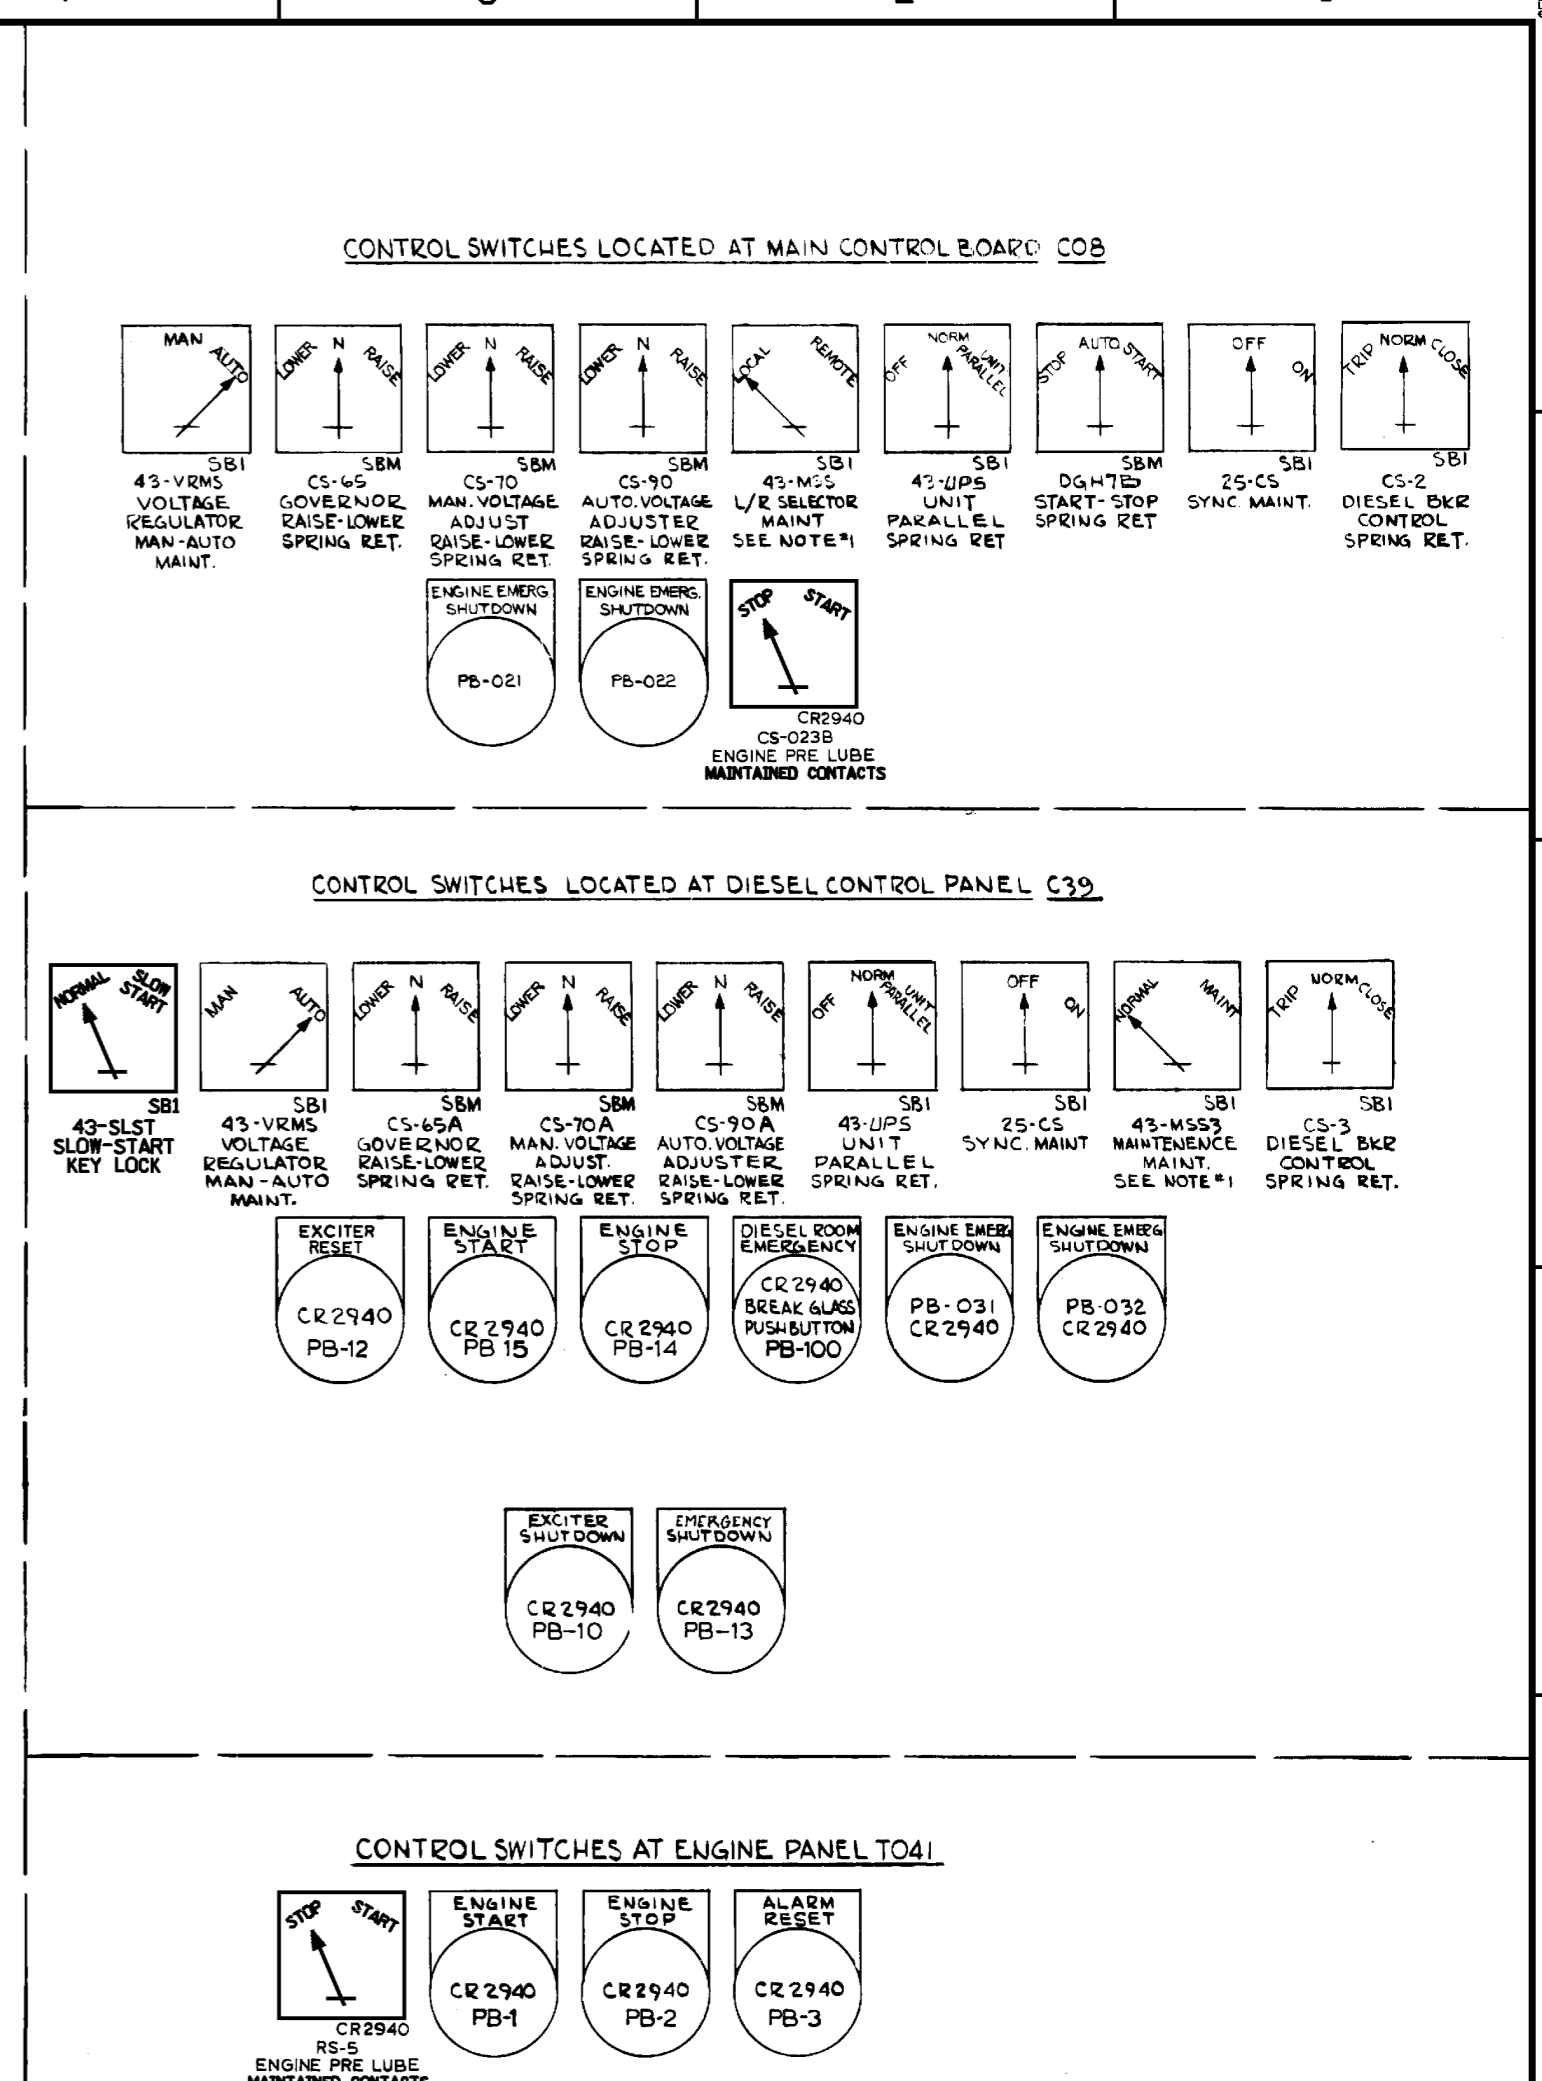 CONTROL SWITCHES LOCATED AT MAIN CONTROL BOARD C08
MAN AUTO
SB1
43-VRMS
VOLTAGE
REGULATOR
MAN-AUTO
MAINT.
LOWER N RAISE
SBM
CS-65
GOVERNOR
RAISE-LOWER
SPRING RET.
LOWER N RAISE
SBM
CS-70
MAN. VOLTAGE
ADJUST
RAISE-LOWER
SPRING RET.
LOWER N RAISE
SBM
CS-90
AUTO. VOLTAGE
ADJUSTER
RAISE-LOWER
SPRING RET.
LOCAL REMOTE
SB1
43-MSS
L/R SELECTOR
MAINT
SEE NOTE #1
OFF NORM UNIT
PARALLEL
SB1
43-UPS
UNIT
PARALLEL
SPRING RET
STOP AUTO START
SBM
START-STOP
SPRING RET
OFF ON
SB1
25-CS
SYNC. MAINT.
TRIP NORM CLOSE
SB1
CS-2
DIESEL BKR
CONTROL
SPRING RET.
ENGINE EMERG
SHUTDOWN
PB-021
ENGINE EMERG.
SHUTDOWN
PB-022
STOP START
CR2940
CS-023B
ENGINE PRE LUBE
MAINTAINED CONTACTS
CONTROL SWITCHES LOCATED AT DIESEL CONTROL PANEL C39
NORMAL SLOW
START
SB1
43-SLST
SLOW-START
KEY LOCK
MAN AUTO
SB1
43-VRMS
VOLTAGE
REGULATOR
MAN-AUTO
MAINT.
LOWER N RAISE
SBM
CS-65A
GOVERNOR
RAISE-LOWER
SPRING RET.
LOWER N RAISE
SBM
CS-70A
MAN. VOLTAGE
ADJUST.
RAISE-LOWER
SPRING RET.
LOWER N RAISE
SBM
CS-90A
AUTO. VOLTAGE
ADJUSTER
RAISE-LOWER
SPRING RET.
OFF NORM UNIT
PARALLEL
SB1
43-UPS
UNIT
PARALLEL
SPRING RET.
OFF ON
SB1
25-CS
SYNC. MAINT
NORMAL MAINT
SB1
43-MSS3
MAINTENENCE
MAINT.
SEE NOTE #1
TRIP NORM CLOSE
SB1
CS-3
DIESEL BKR
CONTROL
SPRING RET.
EXCITER
RESET
CR2940
PB-12
ENGINE
START
CR2940
PB 15
ENGINE
STOP
CR2940
PB-14
DIESEL ROOM
EMERGENCY
CR2940
BREAK GLASS
PUSHBUTTON
PB-100
ENGINE EMERG
SHUTDOWN
PB-031
CR2940
ENGINE EMERG
SHUTDOWN
PB-032
CR2940
EXCITER
SHUTDOWN
CR2940
PB-10
EMERGENCY
SHUTDOWN
CR2940
PB-13
CONTROL SWITCHES AT ENGINE PANEL TO41
STOP START
CR2940
RS-5
ENGINE PRE LUBE
MAINTAINED CONTACTS
ENGINE
START
CR2940
PB-1
ENGINE
STOP
CR2940
PB-2
ALARM
RESET
CR2940
PB-3